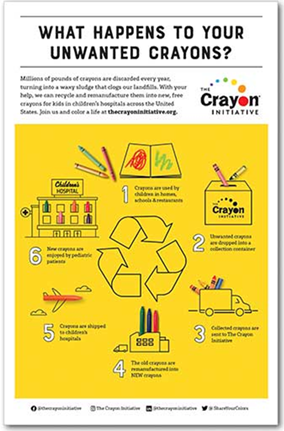 WHAT HAPPENS TO YOUR
UNWANTED CRAYONS?
Millions of pounds of crayons are discarded every year,
turning into a waxy sludge that clogs our landfills. With your
help, we can recycle and remanufacture them into new, free
crayons for kids in children's hospitals across the United
States. Join us and color a life at thecrayoninitiative.org.
THE
Crayon
INITIATIVE
1
Crayons are used by
children in homes,
schools & restaurants
THE
Crayon
INITIATIVE
2
Unwanted crayons
are dropped into a
collection container
3
Collected crayons are
sent to The Crayon
Initiative
4
The old crayons are
remanufactured into
NEW crayons
5
Crayons are shipped
to children's
hospitals
Children's
HOSPITAL
6
New crayons are
enjoyed by pediatric
patients
@thecrayoninitiative
The Crayon Initiative
@thecrayoninitiative
@ShareYourColors